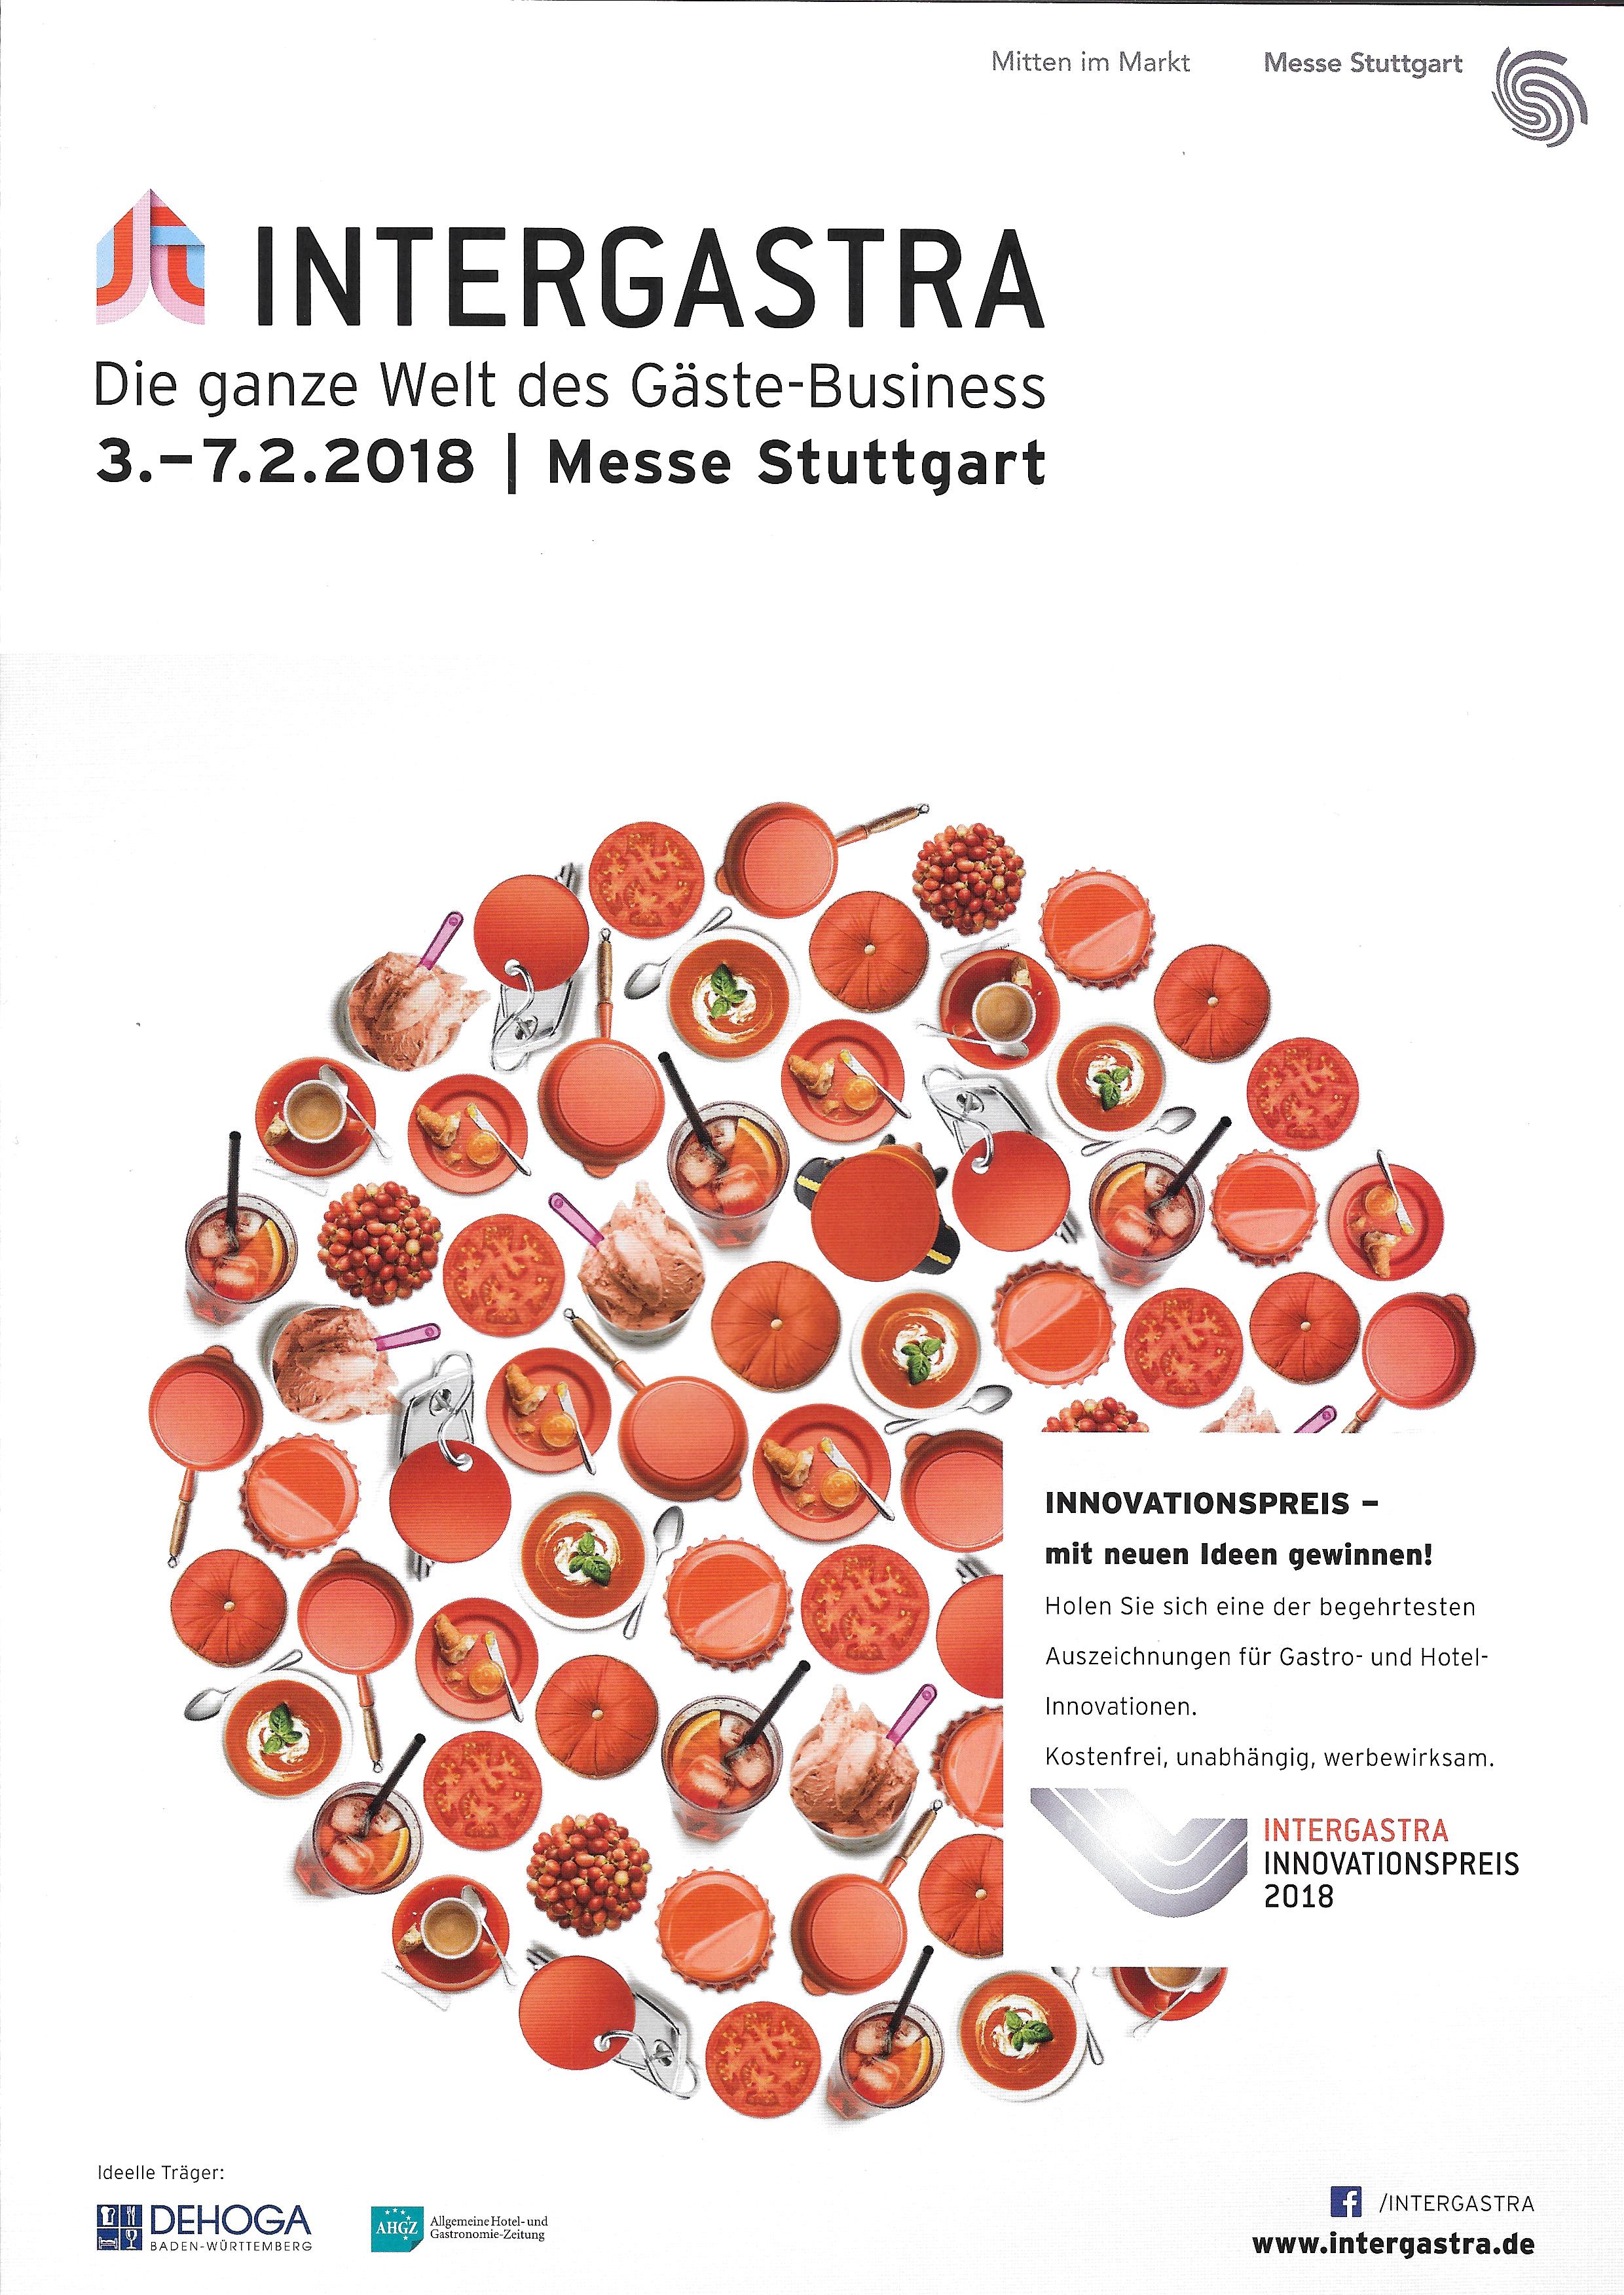 Mitten im Markt
Messe Stuttgart
INTERGASTRA
Die ganze Welt des Gäste-Business
3.–7.2.2018 | Messe Stuttgart
INNOVATIONSPREIS –
mit neuen Ideen gewinnen!
Holen Sie sich eine der begehrtesten
Auszeichnungen für Gastro- und Hotel-
Innovationen.
Kostenfrei, unabhängig, werbewirksam.
INTERGASTRA
INNOVATIONSPREIS
2018
Ideelle Träger:
DEHOGA
BADEN-WÜRTTEMBERG
AHGZ
Allgemeine Hotel- und
Gastronomie-Zeitung
/INTERGASTRA
www.intergastra.de